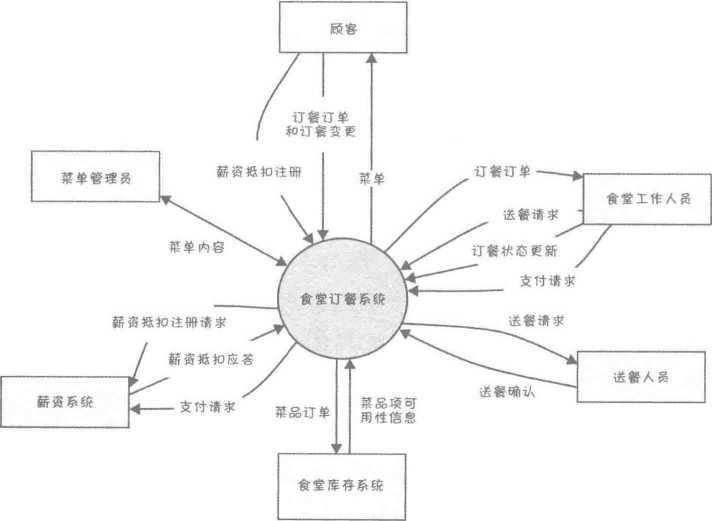 顾客
订餐订单
和订餐变更
薪资抵扣注册
菜单
菜单管理员
订餐订单
食堂工作人员
送餐请求
菜单内容
订餐状态更新
支付请求
食堂订餐系统
薪资抵扣注册请求
送餐请求
薪资抵扣应答
送餐人员
薪资系统
支付请求
送餐确认
菜品订单
菜品项可
用性信息
食堂库存系统